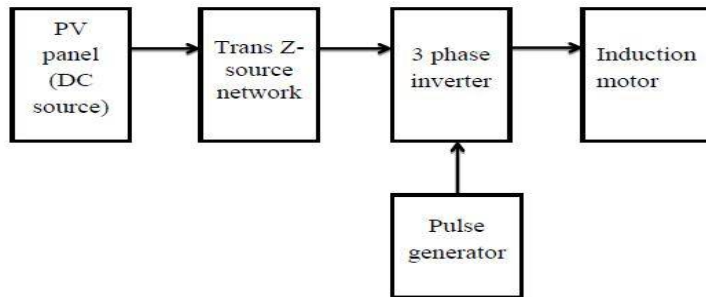 PV
panel
(DC
source)
Trans Z-
source
network
3 phase
inverter
Induction
motor
Pulse
generator